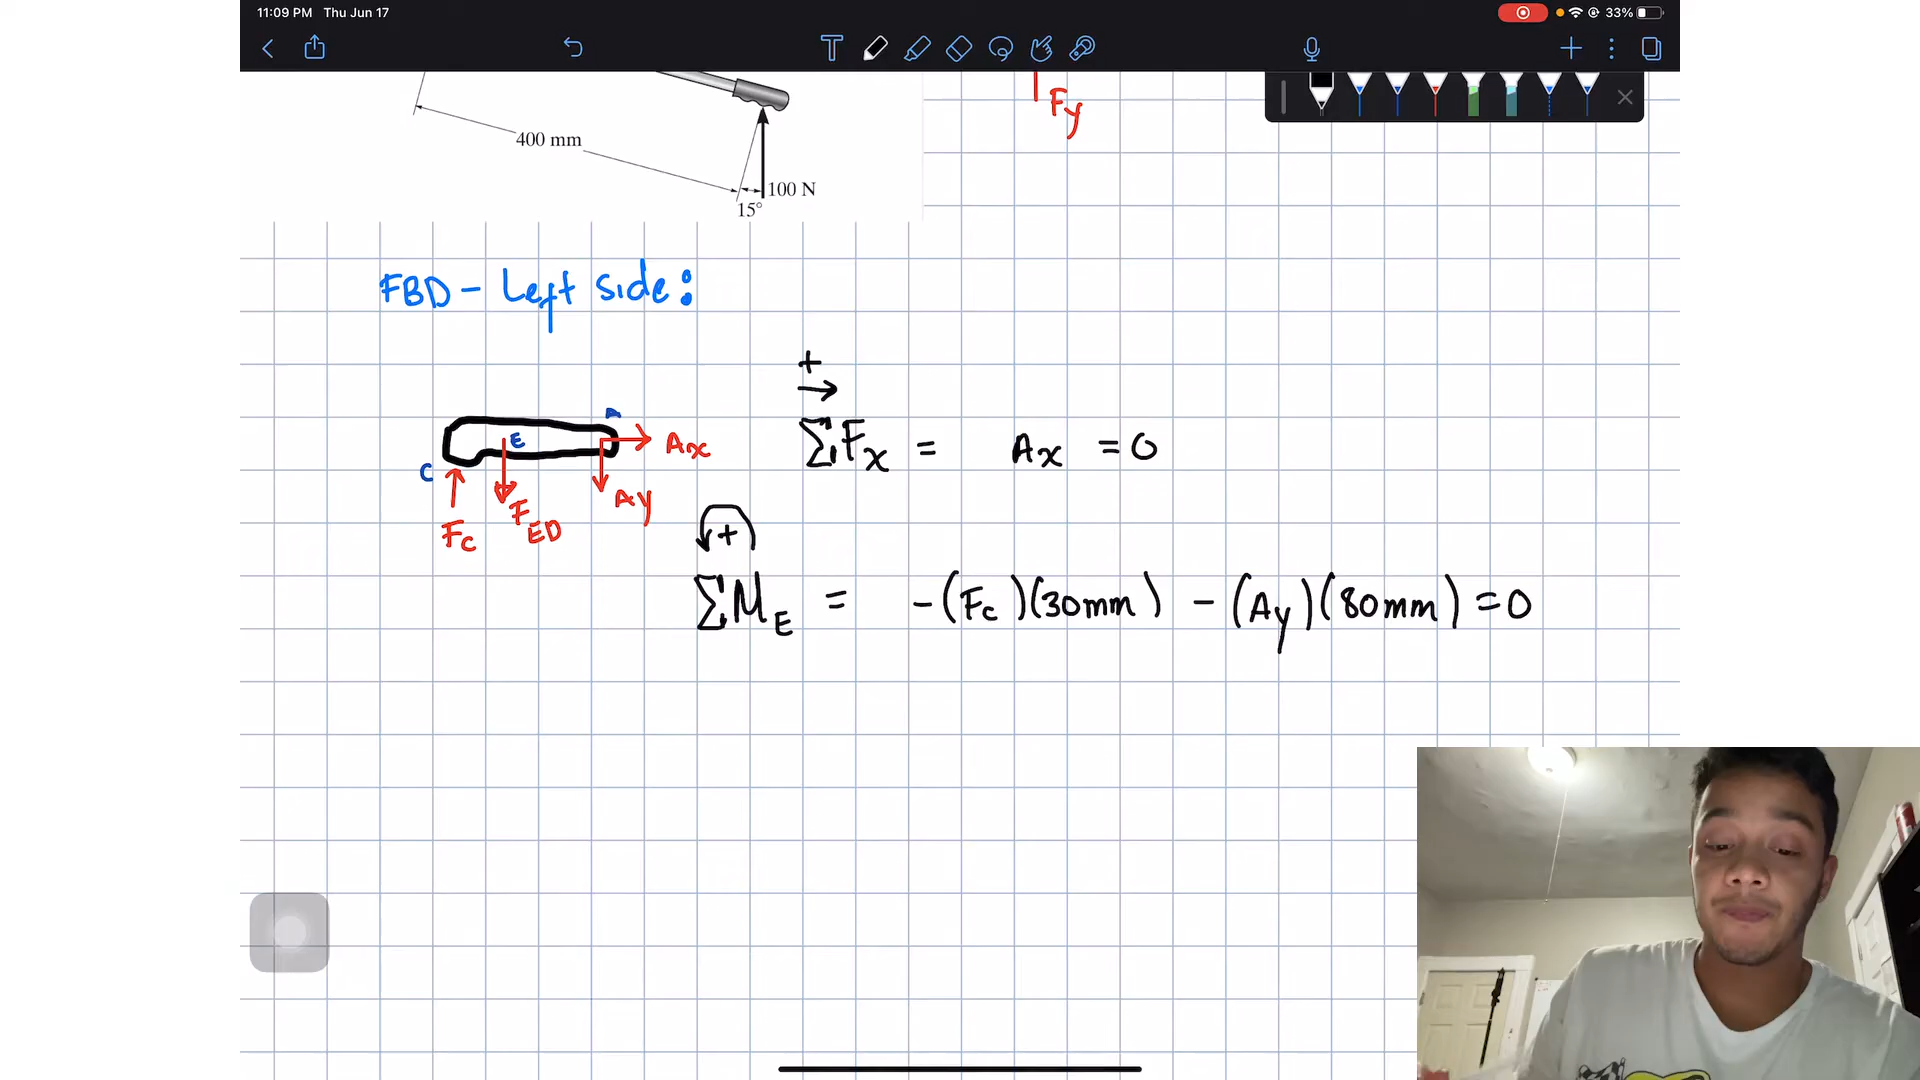 11:09 PM Thu Jun 17
33%
400 mm
100 N
15°
Fy
FBD - Left side:
+
A
E
Ax
C
Ay
Fc
FED
ΣFx = Ax = 0
+
ΣME = -(Fc)(30mm) - (Ay)(80mm) = 0